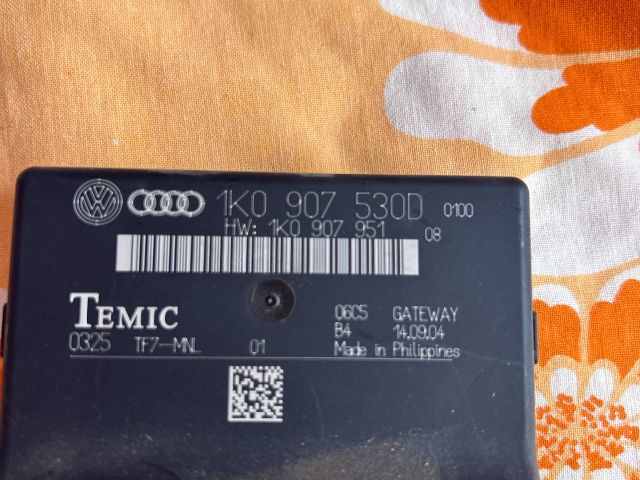 1K0 907 530D 0100
HW: 1K0 907 951 08
TEMIC
0325 TF7-MNL 01
06C5 GATEWAY
B4 14.09.04
Made in Philippines